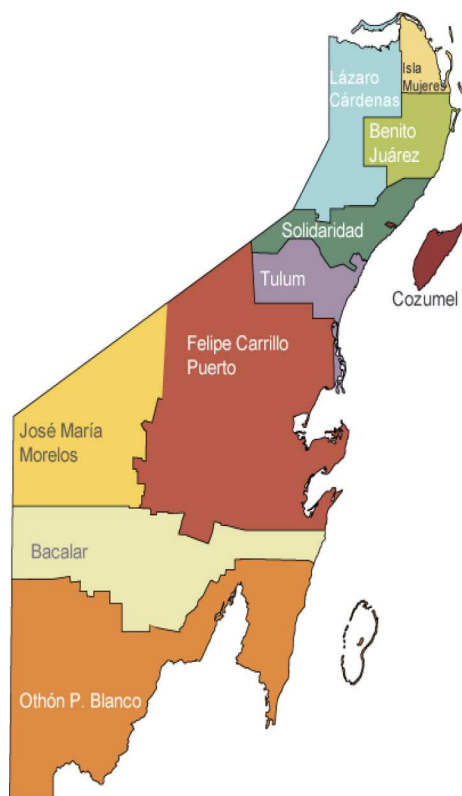 Lázaro
Cárdenas
Isla
Mujeres
Benito
Juárez
Solidaridad
Tulum
Cozumel
Felipe Carrillo
Puerto
José María
Morelos
Bacalar
Othón P. Blanco